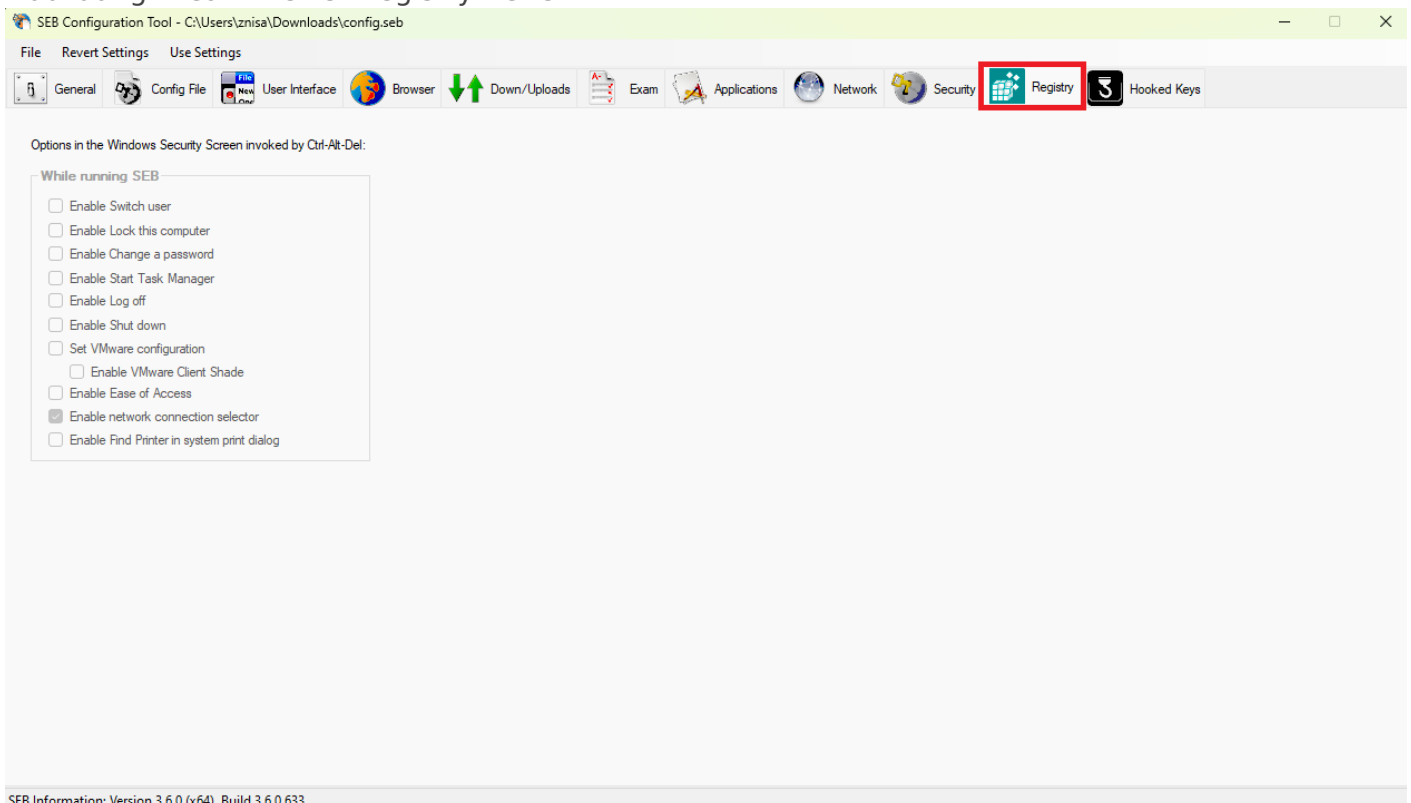 SEB Configuration Tool - C:\Users\znisa\Downloads\config.seb
File Revert Settings Use Settings
General Config File User Interface Browser Down/Uploads Exam Applications Network Security Registry Hooked Keys
Options in the Windows Security Screen invoked by Ctrl-Alt-Del:
While running SEB
Enable Switch user
Enable Lock this computer
Enable Change a password
Enable Start Task Manager
Enable Log off
Enable Shut down
Set VMware configuration
Enable VMware Client Shade
Enable Ease of Access
Enable network connection selector
Enable Find Printer in system print dialog
SEB Information: Version 3.6.0 (x64), Build 3.6.0.633